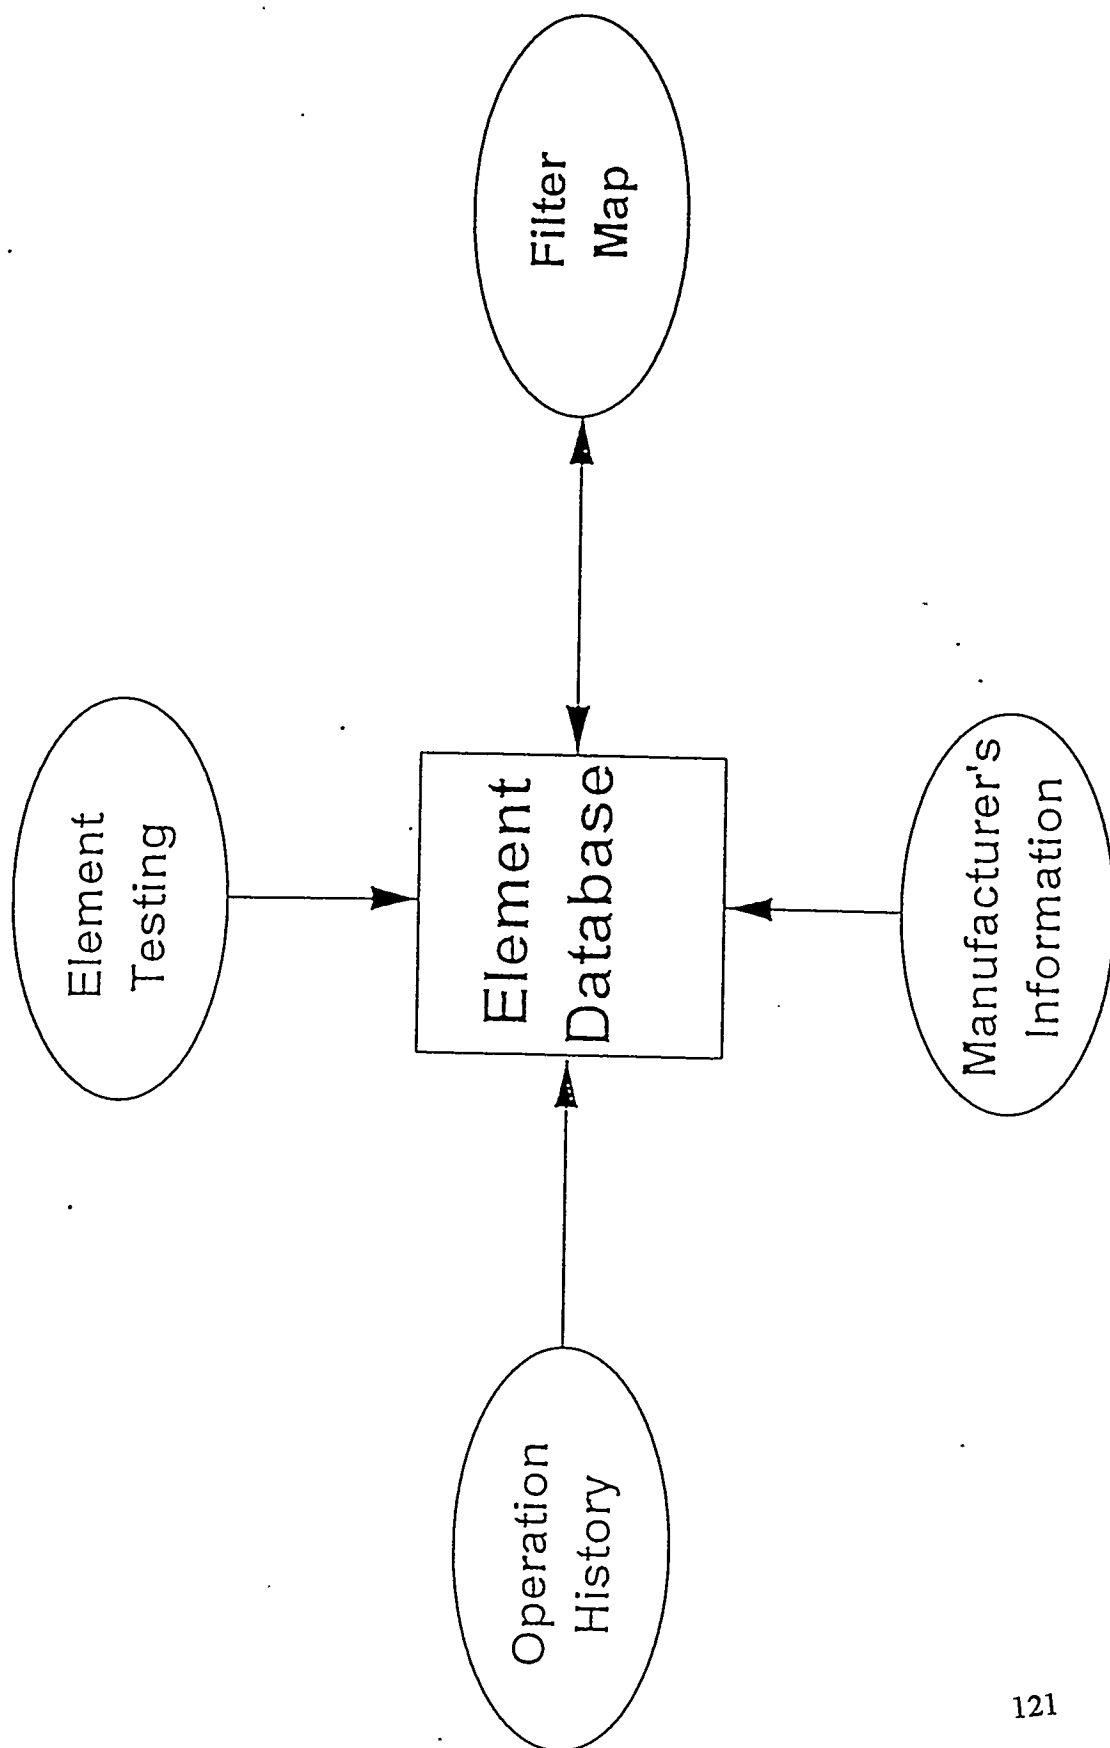 Element
Testing
Operation
History
Element
Database
Filter
Map
Manufacturer's
Information
121